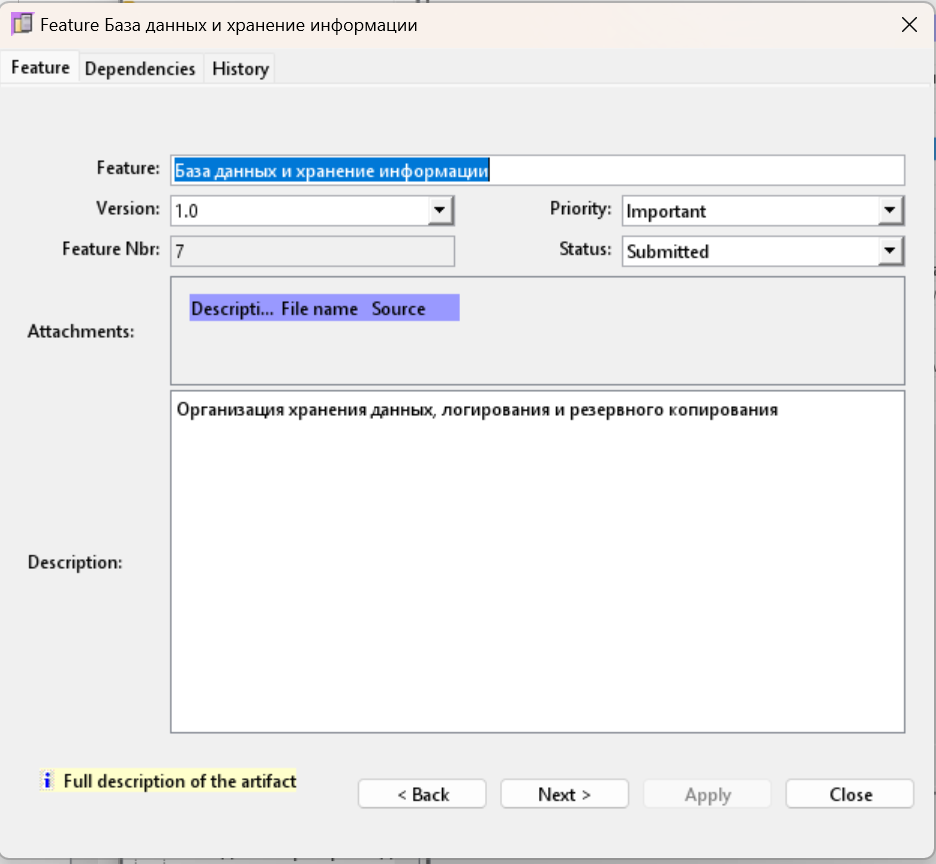 Feature База данных и хранение информации
Feature Dependencies History
Feature: База данных и хранение информации
Version: 1.0 Priority: Important
Feature Nbr: 7 Status: Submitted
Attachments: Descripti... File name Source
Организация хранения данных, логирования и резервного копирования
Description:
i Full description of the artifact
< Back Next > Apply Close